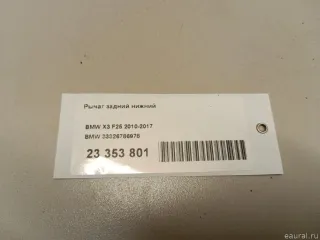 Рычаг задний нижний
BMW X3 F25 2010-2017
BMW 33326788975
23 353 801
eaural.ru